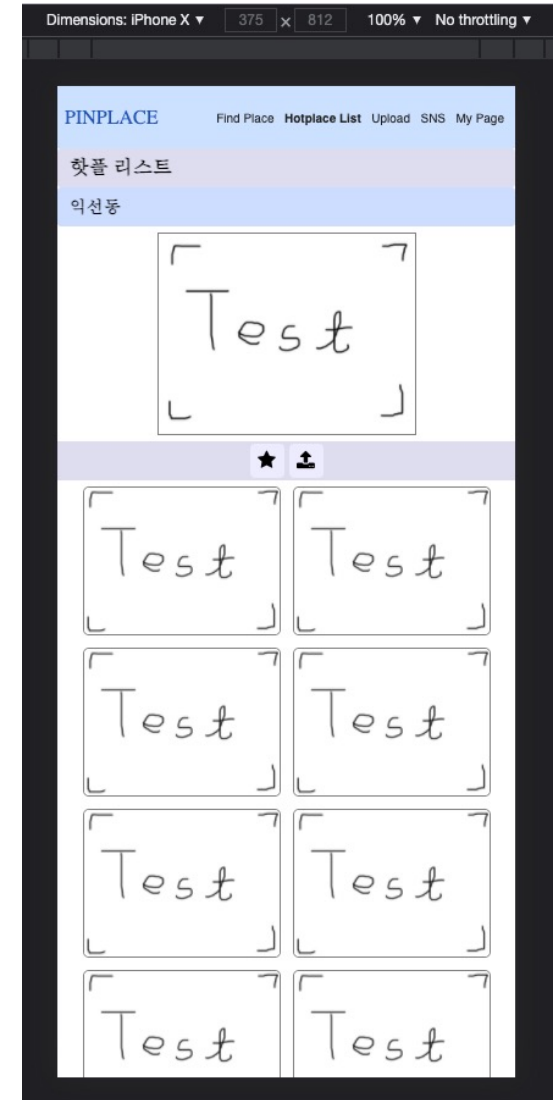 Dimensions: iPhone X ▼ 375 x 812 100% ▼ No throttling ▼
PINPLACE Find Place Hotplace List Upload SNS My Page
핫플 리스트
익선동
Test
Test Test
Test Test
Test Test
Test Test